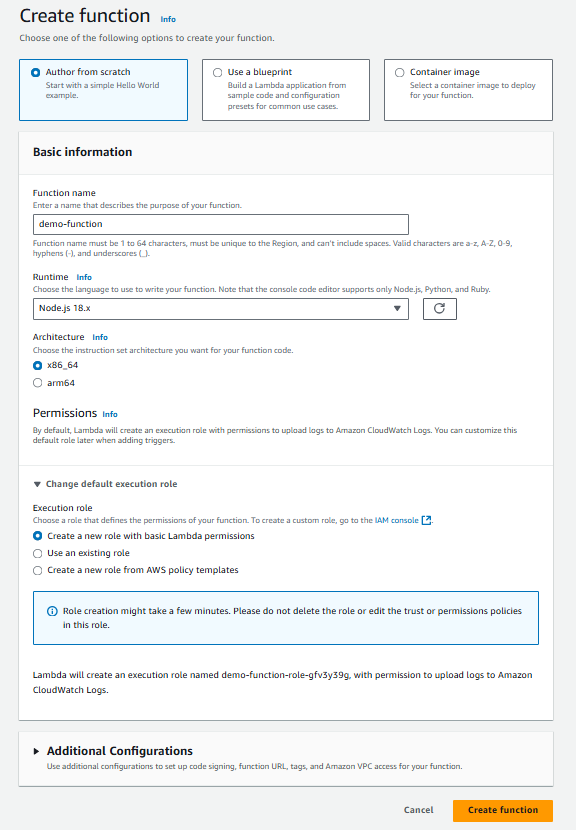 Create function Info
Choose one of the following options to create your function.
Author from scratch
Start with a simple Hello World
example.
Use a blueprint
Build a Lambda application from
sample code and configuration
presets for common use cases.
Container image
Select a container image to deploy
for your function.
Basic information
Function name
Enter a name that describes the purpose of your function.
demo-function
Function name must be 1 to 64 characters, must be unique to the Region, and can't include spaces. Valid characters are a-z, A-Z, 0-9,
hyphens (-), and underscores (_).
Runtime Info
Choose the language to use to write your function. Note that the console code editor supports only Node.js, Python, and Ruby.
Node.js 18.x
Architecture Info
Choose the instruction set architecture you want for your function code.
x86_64
arm64
Permissions Info
By default, Lambda will create an execution role with permissions to upload logs to Amazon CloudWatch Logs. You can customize this
default role later when adding triggers.
Change default execution role
Execution role
Choose a role that defines the permissions of your function. To create a custom role, go to the IAM console.
Create a new role with basic Lambda permissions
Use an existing role
Create a new role from AWS policy templates
Role creation might take a few minutes. Please do not delete the role or edit the trust or permissions policies
in this role.
Lambda will create an execution role named demo-function-role-gfv3y39g, with permission to upload logs to Amazon
CloudWatch Logs.
Additional Configurations
Use additional configurations to set up code signing, function URL, tags, and Amazon VPC access for your function.
Cancel Create function